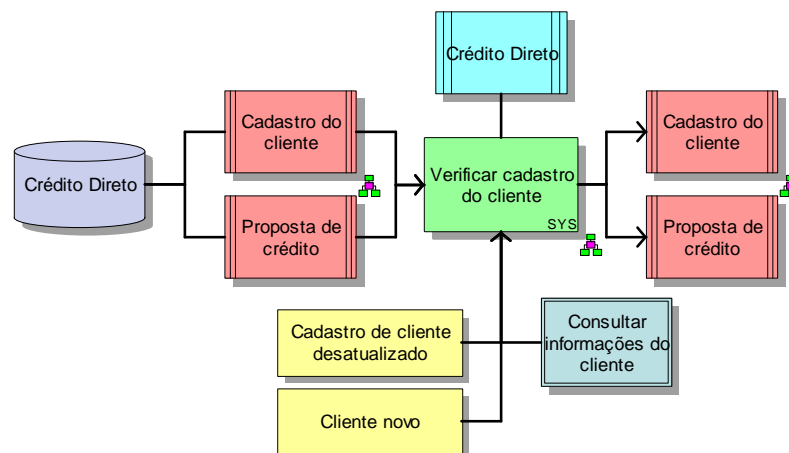 Crédito Direto
Cadastro do
cliente
Cadastro do
cliente
Verificar cadastro
do cliente
SYS
Crédito Direto
Proposta de
crédito
Proposta de
crédito
Cadastro de cliente
desatualizado
Consultar
informações do
cliente
Cliente novo